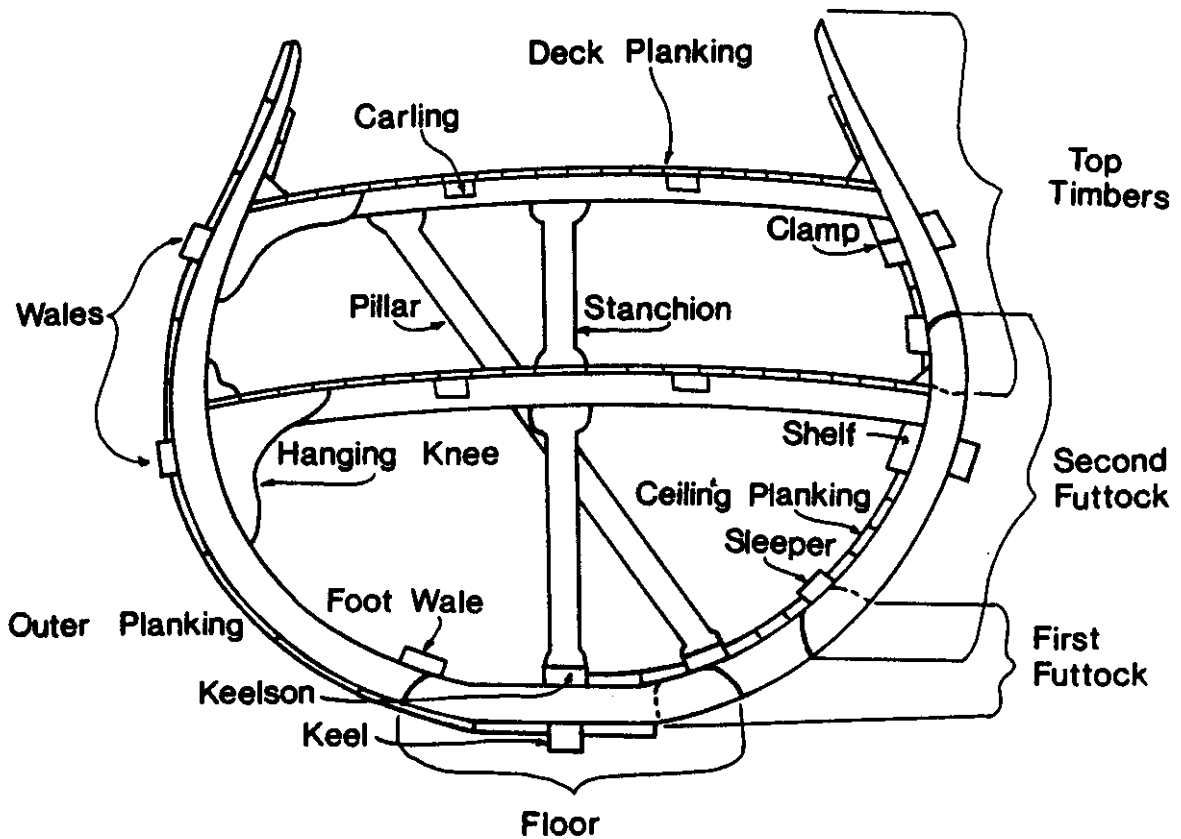 Deck Planking
Carling
Top
Timbers
Clamp
Wales
Pillar
Stanchion
Hanging Knee
Shelf
Second
Futtock
Ceiling Planking
Sleeper
Foot Wale
Outer Planking
First
Futtock
Keelson
Keel
Floor